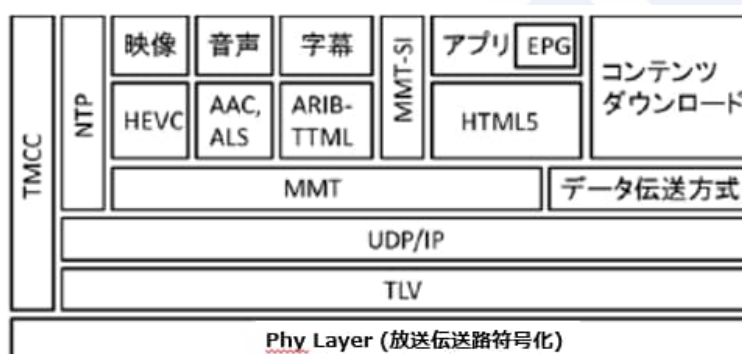 TMCC
NTP
映像
音声
字幕
MMT-SI
アプリ
EPG
コンテンツ
ダウンロード
HEVC
AAC,
ALS
ARIB-
TTML
HTML5
MMT
データ伝送方式
UDP/IP
TLV
Phy Layer (放送伝送路符号化)